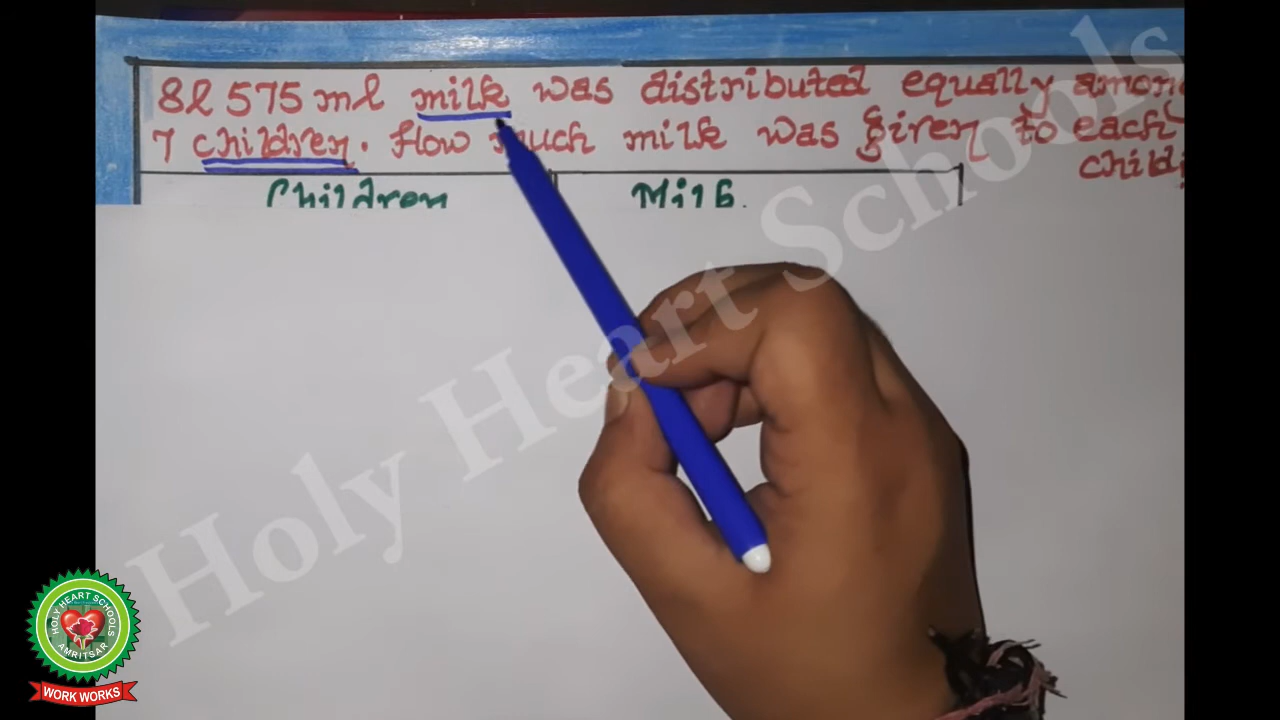 8l 575 ml milk was distributed equally among
7 children. How much milk was given to each
child
Children Milk
Holy Heart Schools
HOLY HEART SCHOOLS
AMRITSAR
WORK WORKS